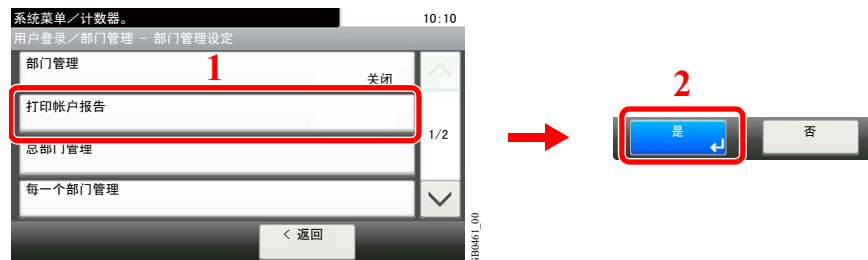 系统菜单／计数器。 10:10
用户登录／部门管理 - 部门管理设定
部门管理
关闭
1
打印帐户报告
1/2
总部门管理
每一个部门管理
< 返回
GB0461_00
2
是
否